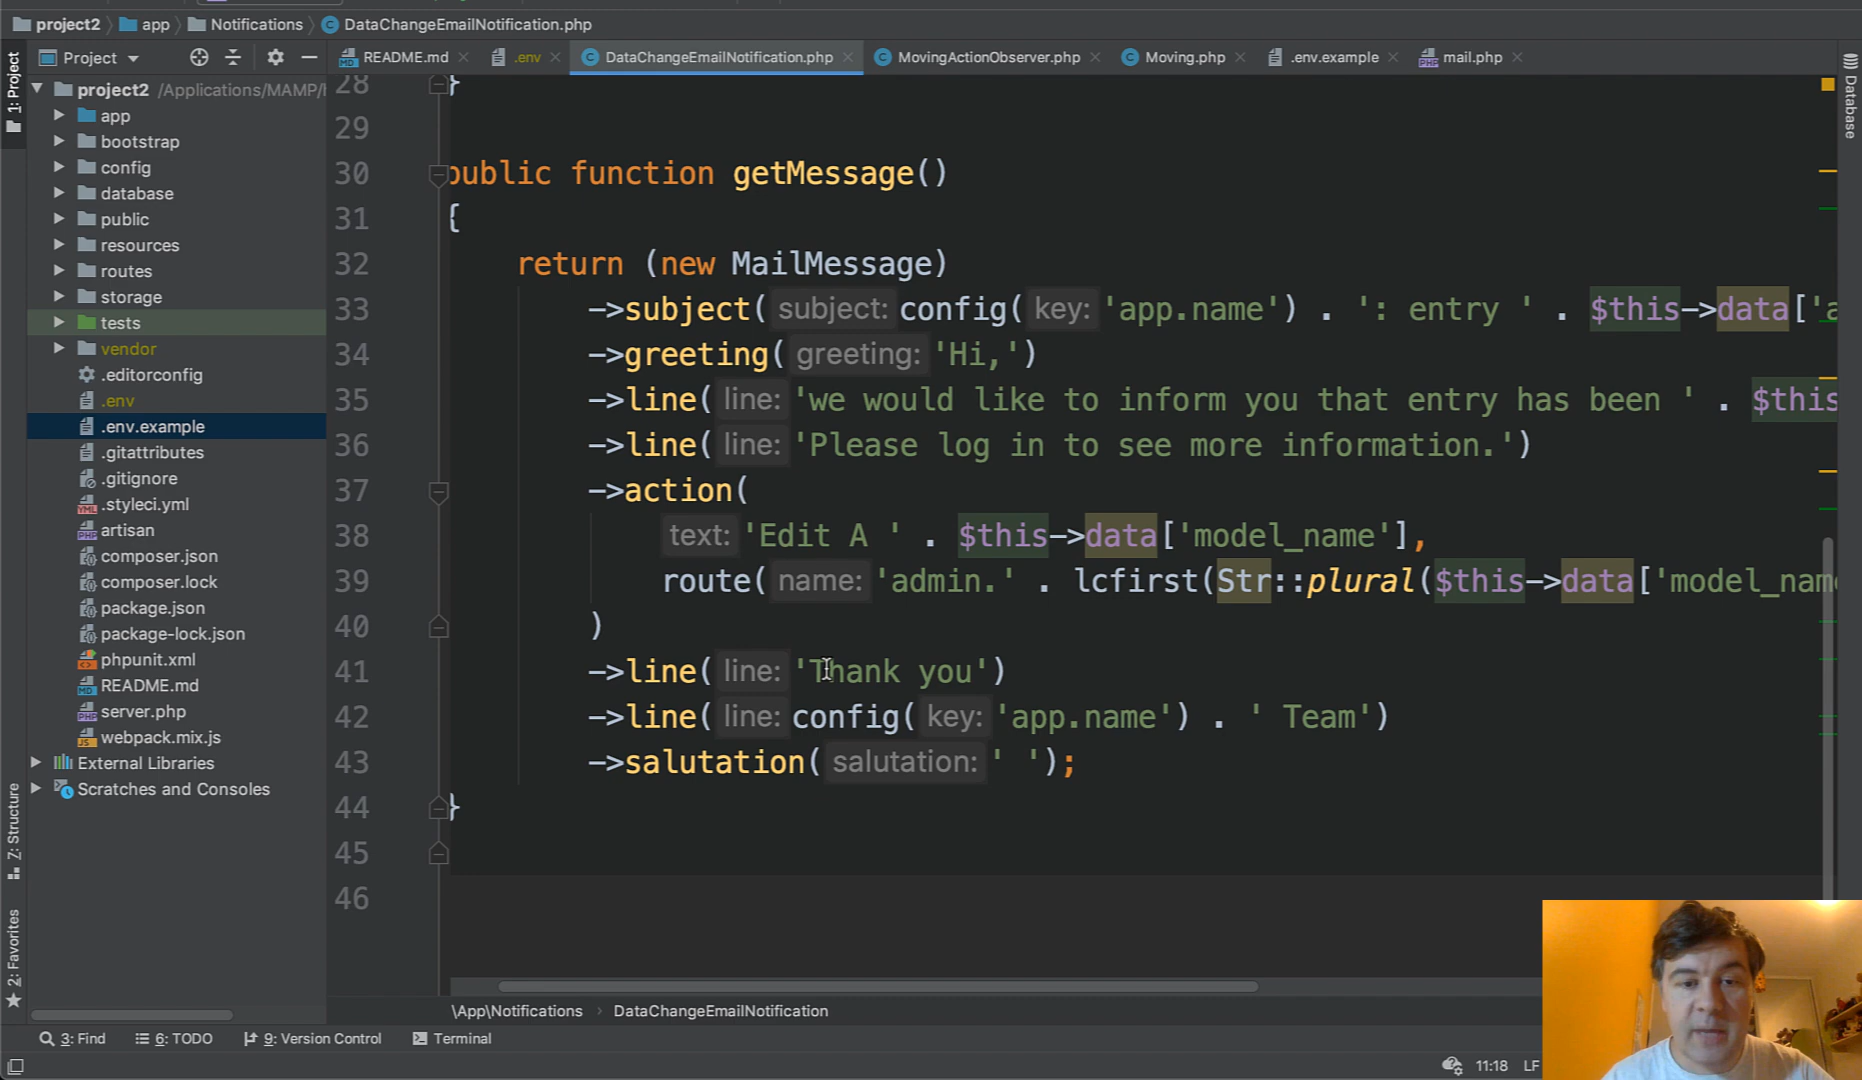 project2 app Notifications DataChangeEmailNotification.php
Project README.md .env DataChangeEmailNotification.php MovingActionObserver.php Moving.php .env.example mail.php
1: Project
Database
project2 /Applications/MAMP/
app
bootstrap
config
database
public
resources
routes
storage
tests
vendor
.editorconfig
.env
.env.example
.gitattributes
.gitignore
.styleci.yml
artisan
composer.json
composer.lock
package.json
package-lock.json
phpunit.xml
README.md
server.php
webpack.mix.js
External Libraries
Scratches and Consoles
Z: Structure
2: Favorites
28 }
29
30 public function getMessage()
31 {
32 return (new MailMessage)
33 ->subject( subject: config( key: 'app.name') . ': entry ' . $this->data['a
34 ->greeting( greeting: 'Hi,')
35 ->line( line: 'we would like to inform you that entry has been ' . $this
36 ->line( line: 'Please log in to see more information.')
37 ->action(
38 text: 'Edit A ' . $this->data['model_name'],
39 route( name: 'admin.' . lcfirst(Str::plural($this->data['model_nam
40 )
41 ->line( line: 'Thank you')
42 ->line( line: config( key: 'app.name') . ' Team')
43 ->salutation( salutation: ' ');
44 }
45
46
\App\Notifications › DataChangeEmailNotification
3: Find 6: TODO 9: Version Control Terminal
11:18 LF